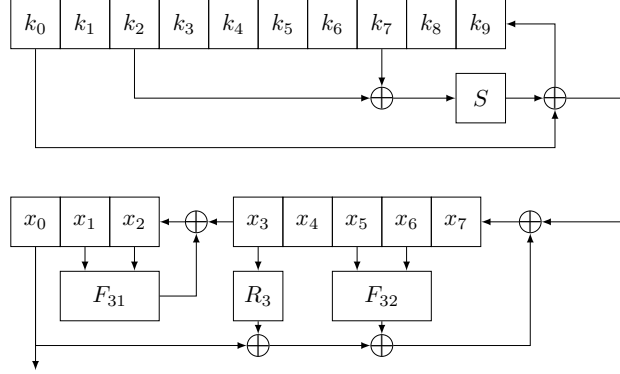 k₀ k₁ k₂ k₃ k₄ k₅ k₆ k₇ k₈ k₉
S
x₀ x₁ x₂ x₃ x₄ x₅ x₆ x₇
F₃₁ R₃ F₃₂